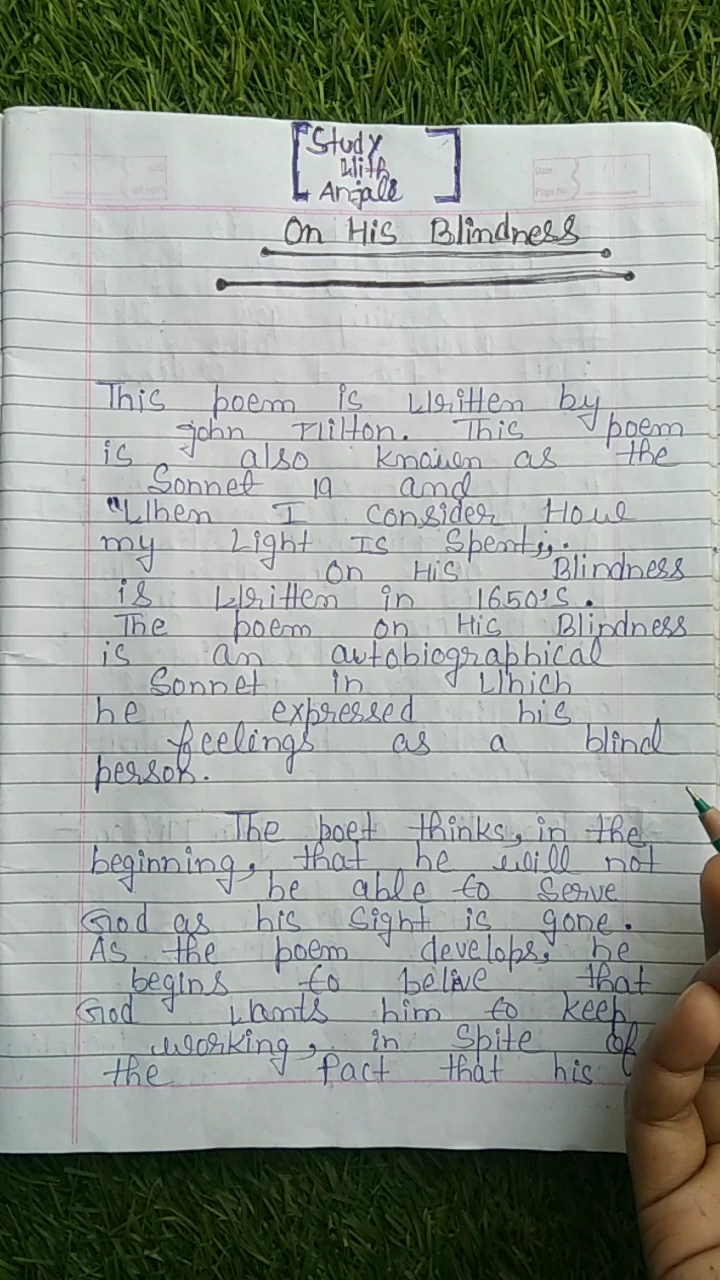 Study
With
Anjali
On His Blindness
This poem is written by
john Milton. This poem
is also known as the
Sonnet 19 and
"When I consider How
my Light Is Spent".
On His Blindness
is written in 1650's.
The poem on His Blindness
is an autobiographical
Sonnet in Which
he expressed his
feelings as a blind
person.
The poet thinks, in the
beginning, that he will not
be able to serve
God as his sight is gone.
As the poem develops, he
begins to belive that
God wants him to keep
working, in spite of
the fact that his